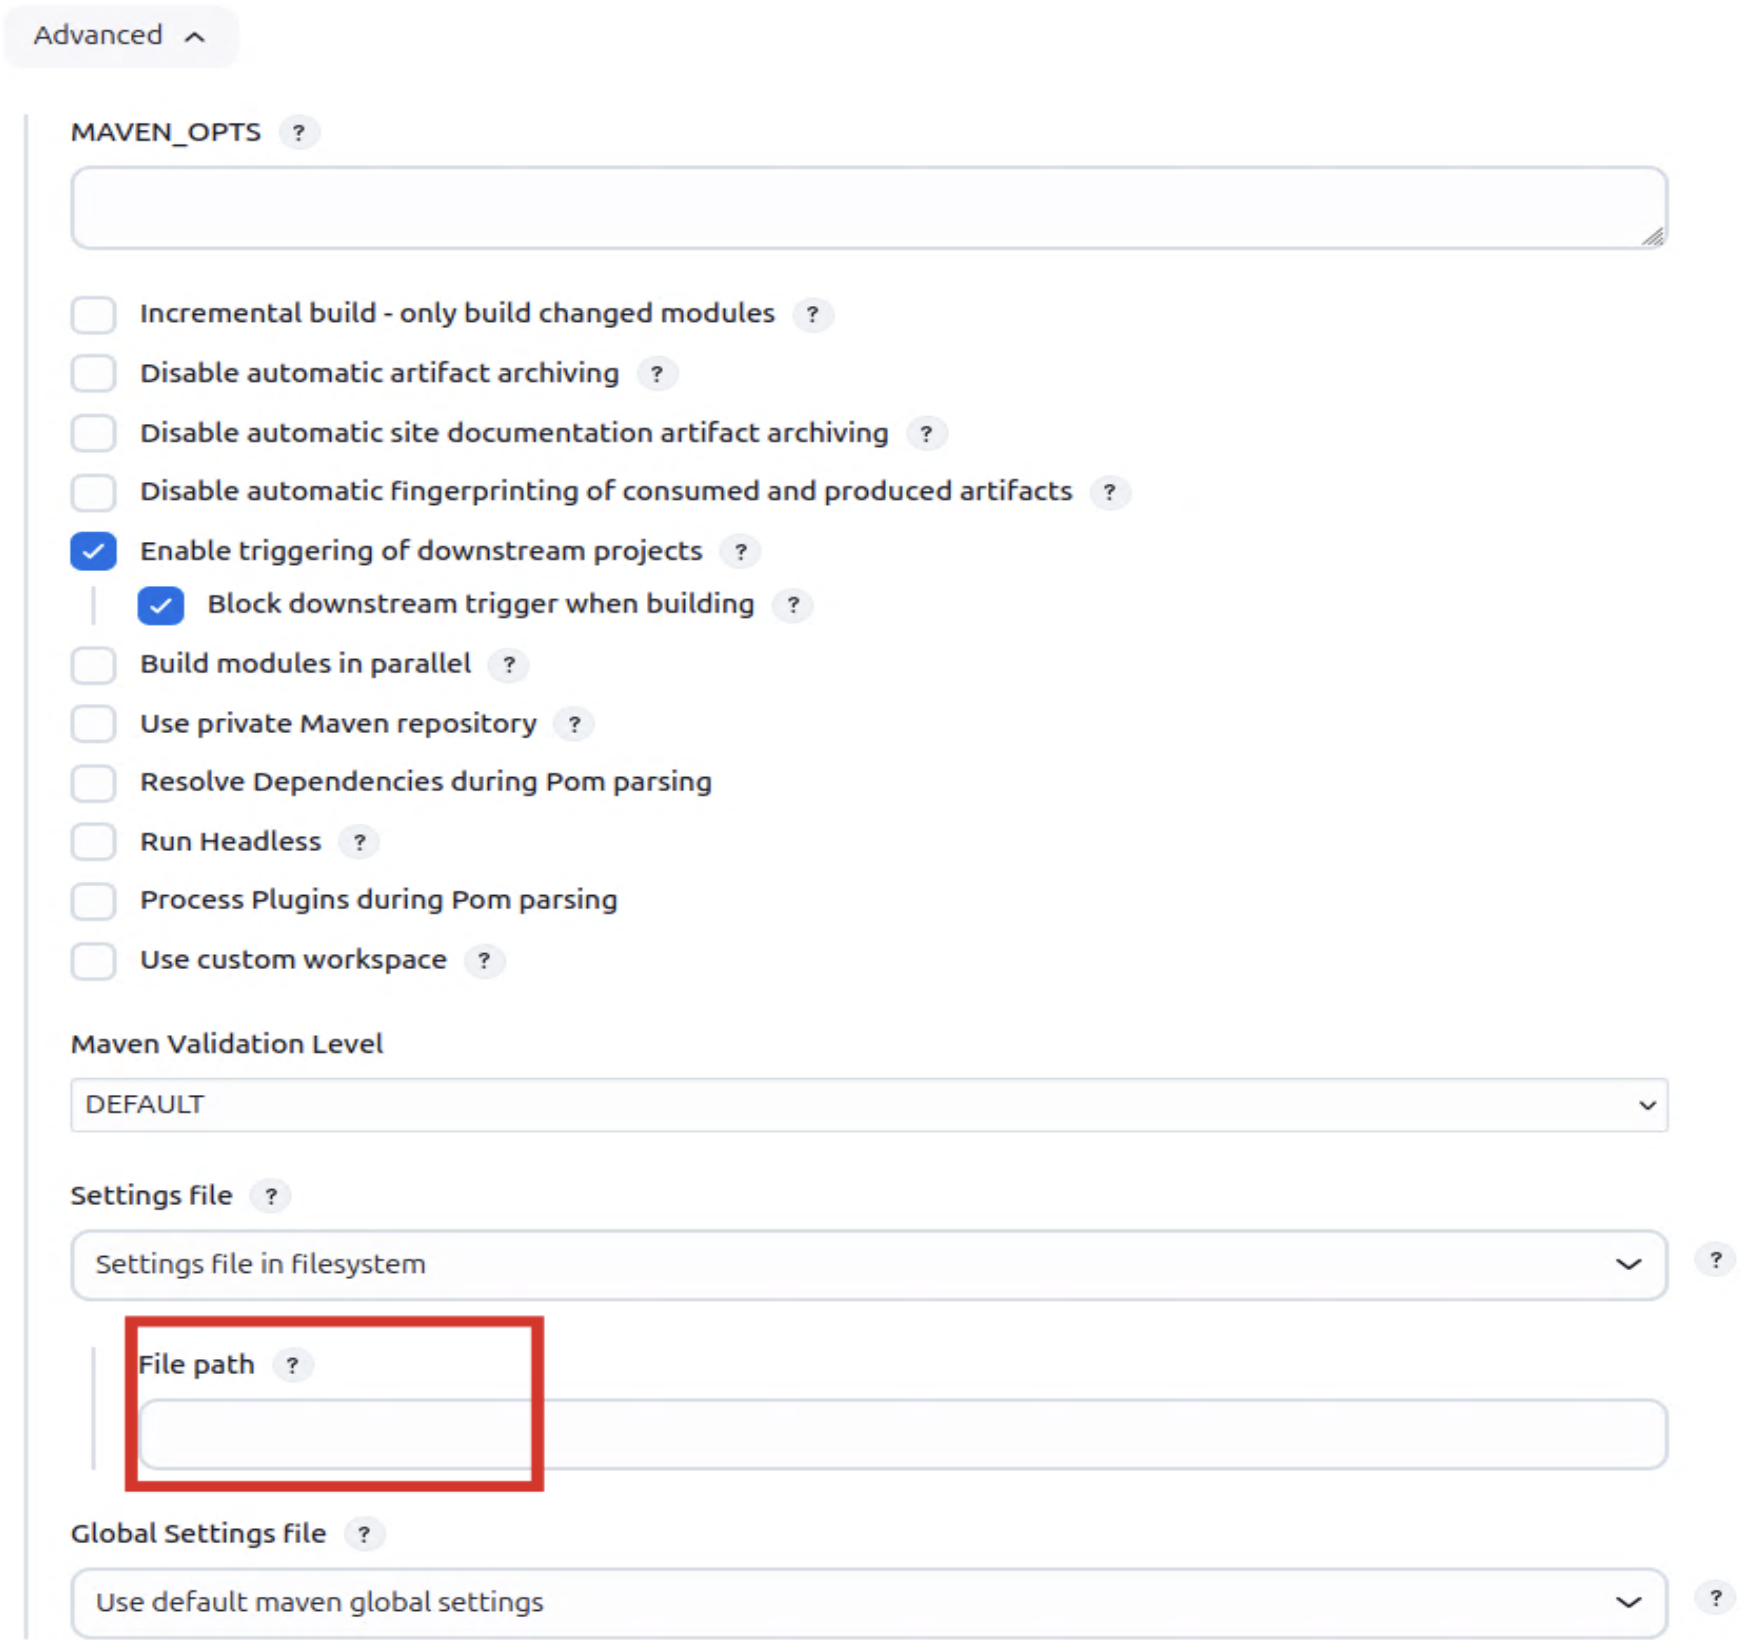 Advanced
MAVEN_OPTS ?
Incremental build - only build changed modules ?
Disable automatic artifact archiving ?
Disable automatic site documentation artifact archiving ?
Disable automatic fingerprinting of consumed and produced artifacts ?
Enable triggering of downstream projects ?
Block downstream trigger when building ?
Build modules in parallel ?
Use private Maven repository ?
Resolve Dependencies during Pom parsing
Run Headless ?
Process Plugins during Pom parsing
Use custom workspace ?
Maven Validation Level
DEFAULT
Settings file ?
Settings file in filesystem ?
File path ?
Global Settings file ?
Use default maven global settings ?